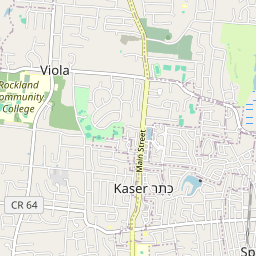 Viola
Rockland
Community
College
Main Street
Kaser כתר
CR 64
Sp